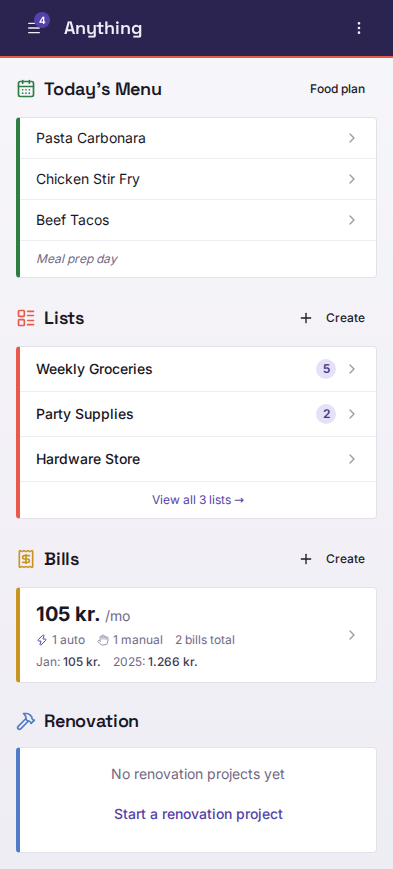 4
Anything
Today's Menu
Food plan
Pasta Carbonara
Chicken Stir Fry
Beef Tacos
Meal prep day
Lists
Create
Weekly Groceries 5
Party Supplies 2
Hardware Store
View all 3 lists →
Bills
Create
105 kr. /mo
1 auto 1 manual 2 bills total
Jan: 105 kr. 2025: 1.266 kr.
Renovation
No renovation projects yet
Start a renovation project